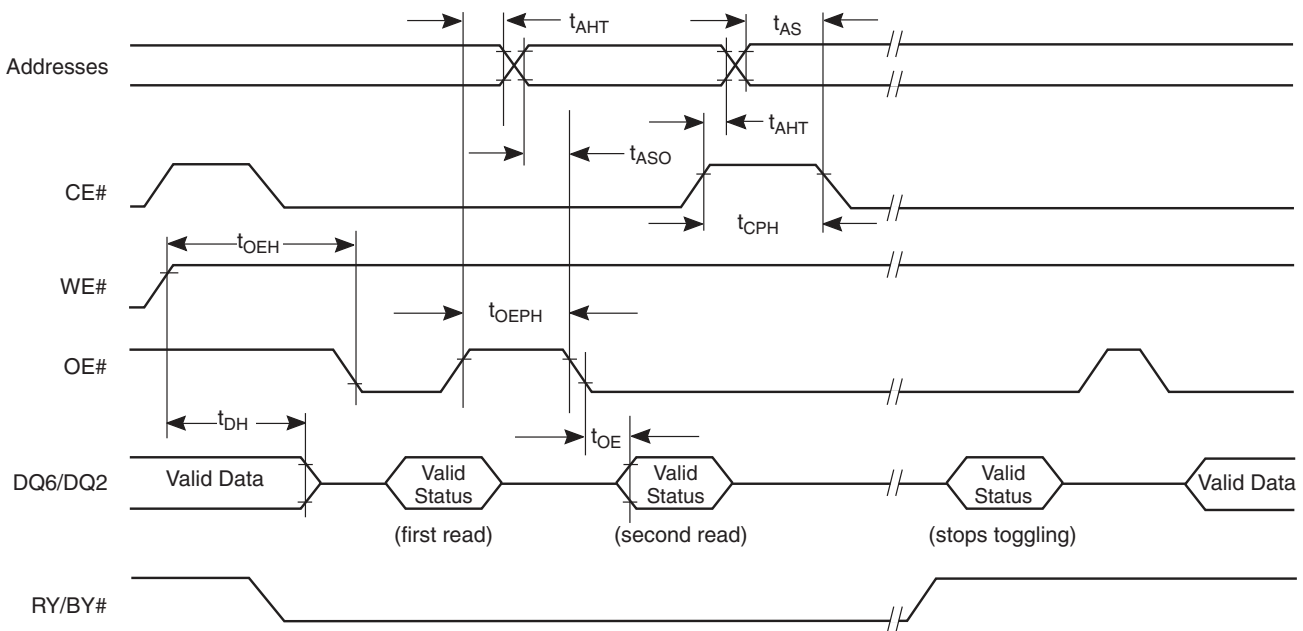 tAHT
tAS
Addresses
tAHT
tASO
CE#
tCPH
tOEH
WE#
tOEPH
OE#
tDH
tOE
DQ6/DQ2
Valid Data
Valid Status
Valid Status
Valid Status
Valid Data
(first read)
(second read)
(stops toggling)
RY/BY#